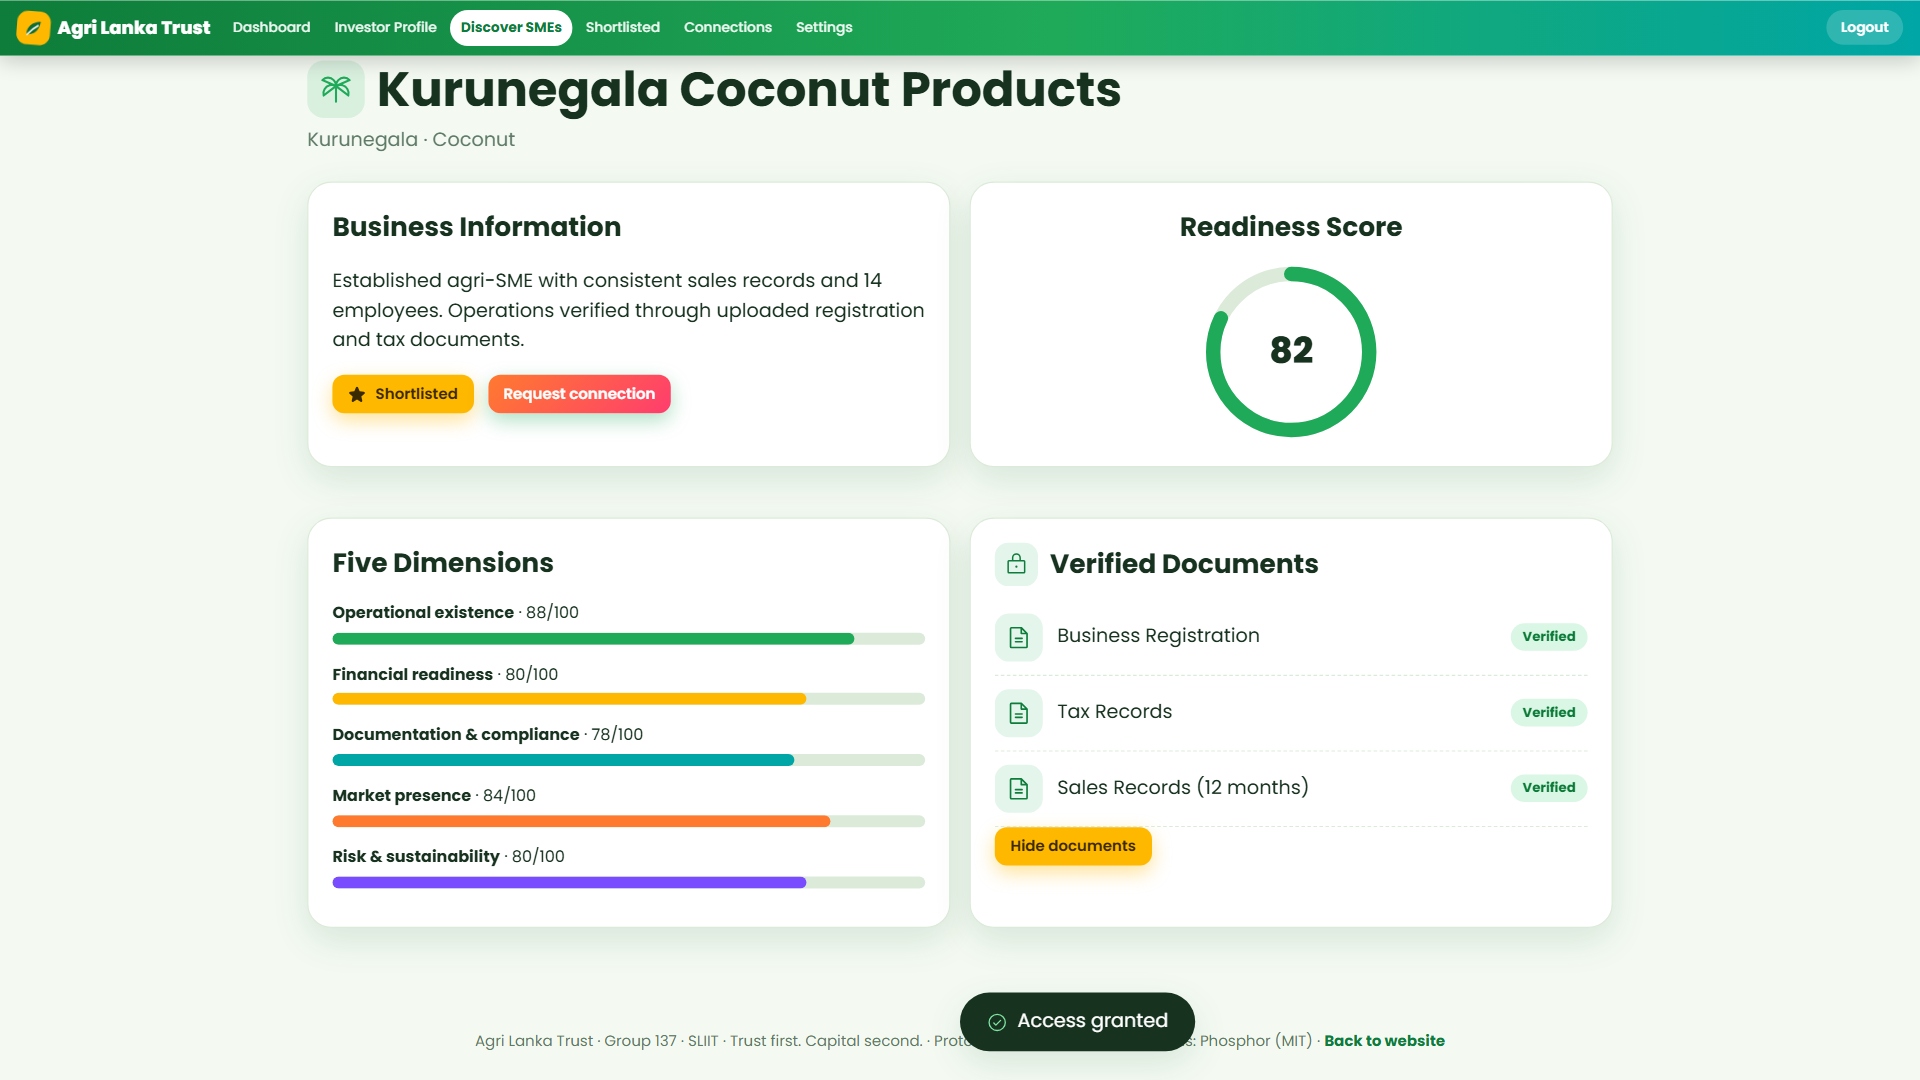 Agri Lanka Trust
Dashboard
Investor Profile
Discover SMEs
Shortlisted
Connections
Settings
Logout
Kurunegala Coconut Products
Kurunegala · Coconut
Business Information
Established agri-SME with consistent sales records and 14
employees. Operations verified through uploaded registration
and tax documents.
Shortlisted
Request connection
Readiness Score
82
Five Dimensions
Operational existence · 88/100
Financial readiness · 80/100
Documentation & compliance · 78/100
Market presence · 84/100
Risk & sustainability · 80/100
Verified Documents
Business Registration
Verified
Tax Records
Verified
Sales Records (12 months)
Verified
Hide documents
Access granted
Agri Lanka Trust · Group 137 · SLIIT · Trust first. Capital second. · Phosphor (MIT) · Back to website